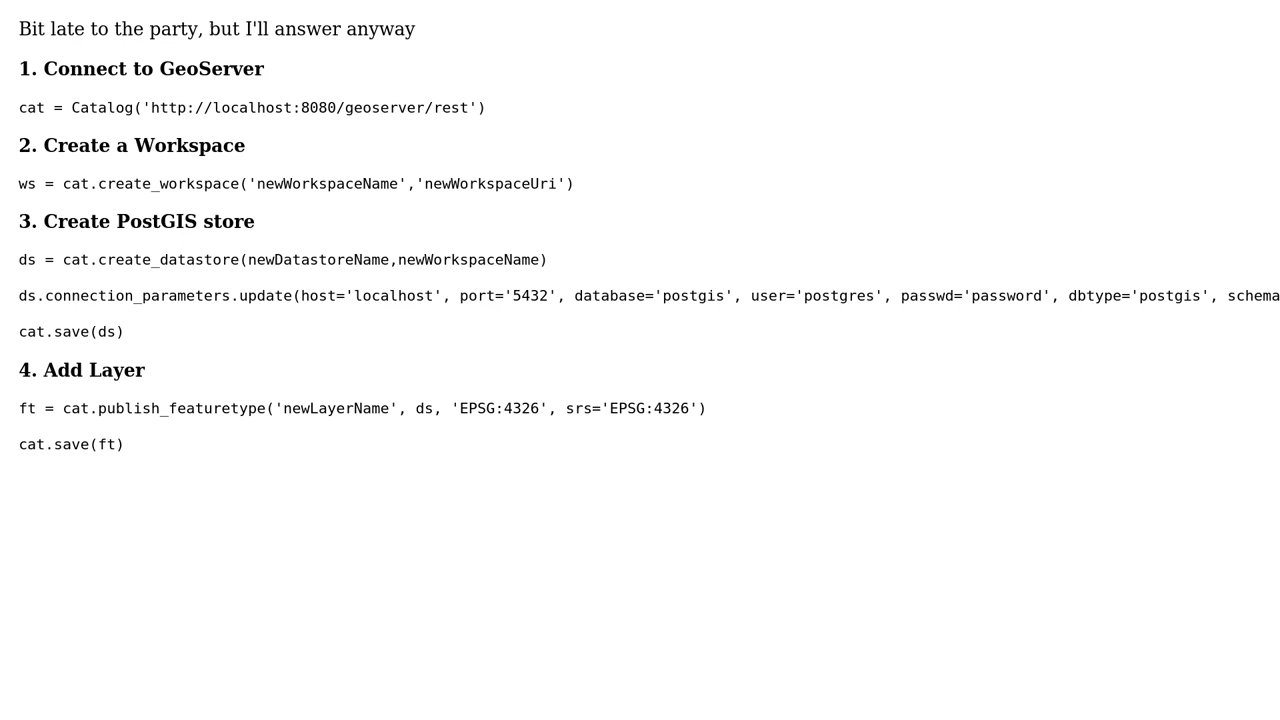 Bit late to the party, but I'll answer anyway
1. Connect to GeoServer
cat = Catalog('http://localhost:8080/geoserver/rest')
2. Create a Workspace
ws = cat.create_workspace('newWorkspaceName','newWorkspaceUri')
3. Create PostGIS store
ds = cat.create_datastore(newDatastoreName,newWorkspaceName)
ds.connection_parameters.update(host='localhost', port='5432', database='postgis', user='postgres', passwd='password', dbtype='postgis', schema
cat.save(ds)
4. Add Layer
ft = cat.publish_featuretype('newLayerName', ds, 'EPSG:4326', srs='EPSG:4326')
cat.save(ft)